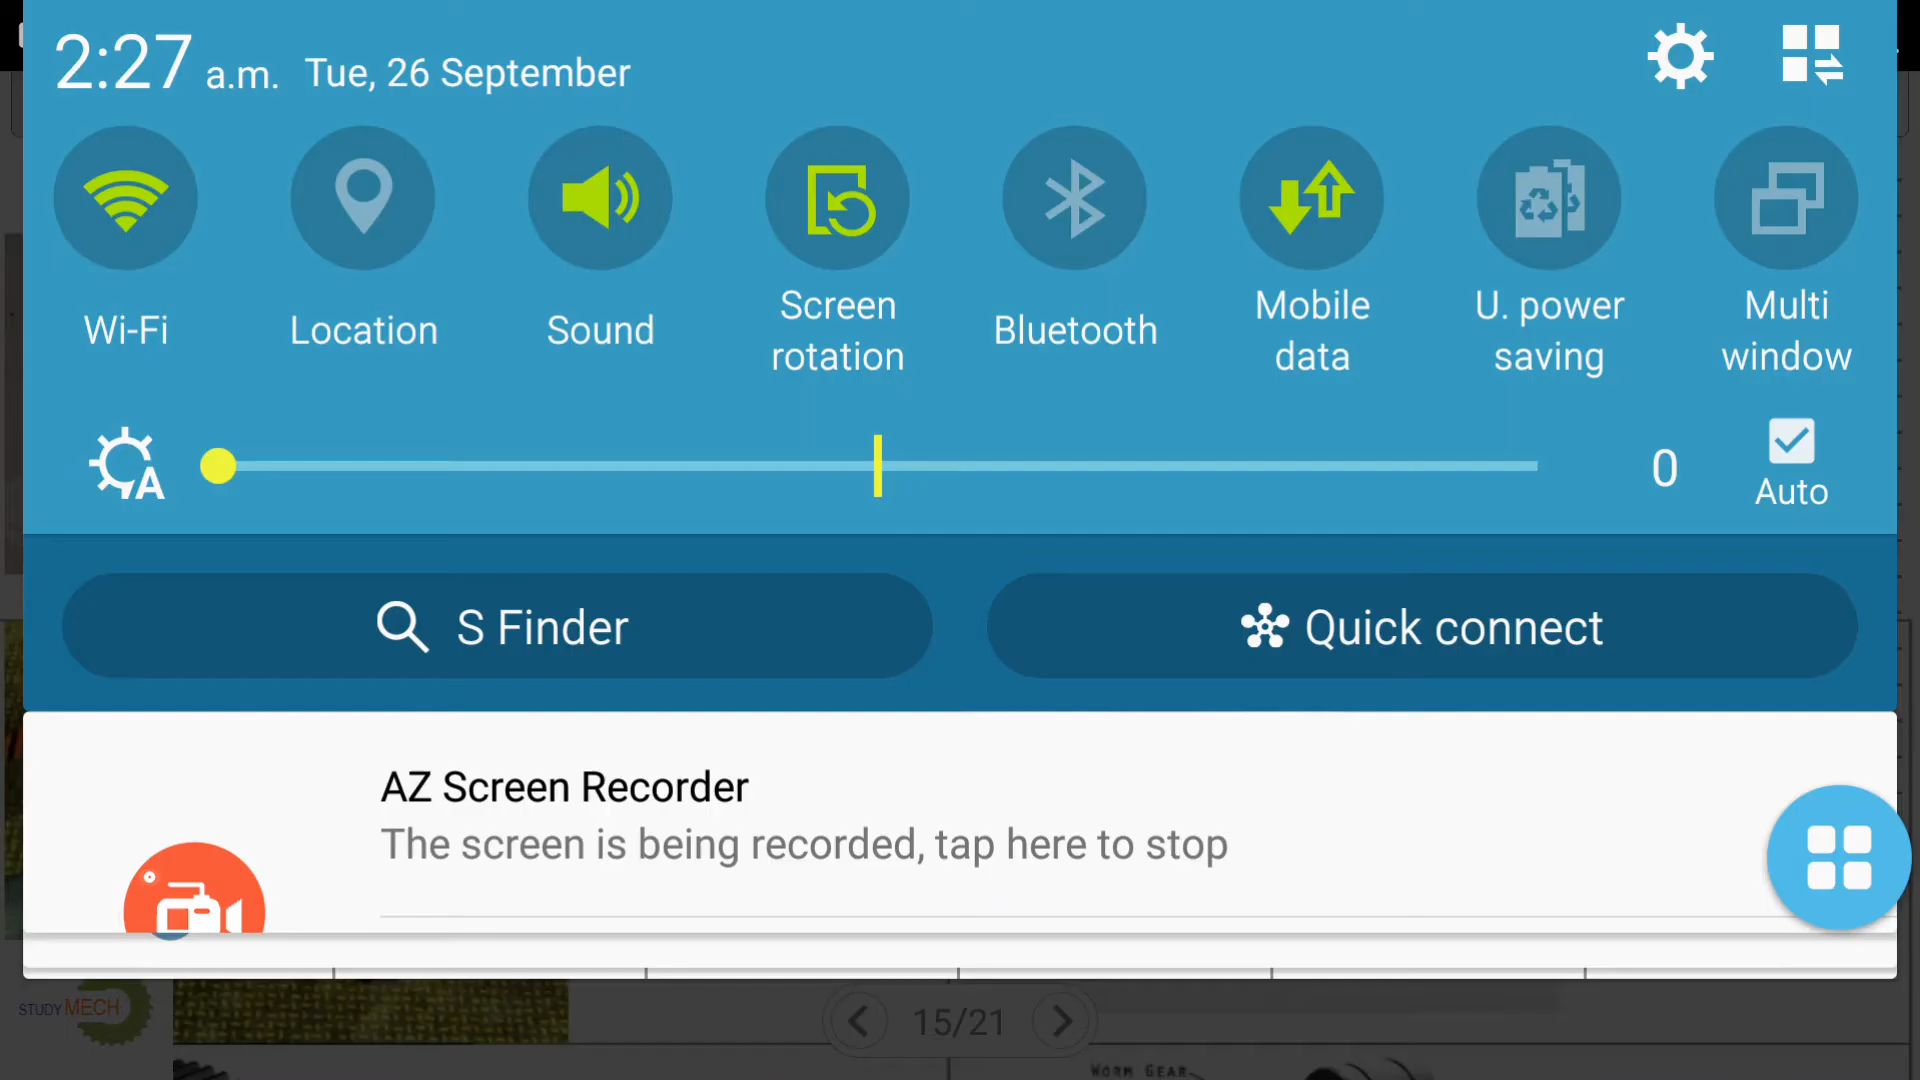 2:27 a.m. Tue, 26 September
Wi-Fi
Location
Sound
Screen
rotation
Bluetooth
Mobile
data
U. power
saving
Multi
window
A
0
Auto
S Finder
Quick connect
AZ Screen Recorder
The screen is being recorded, tap here to stop
STUDY MECH
15/21
WORM GEAR